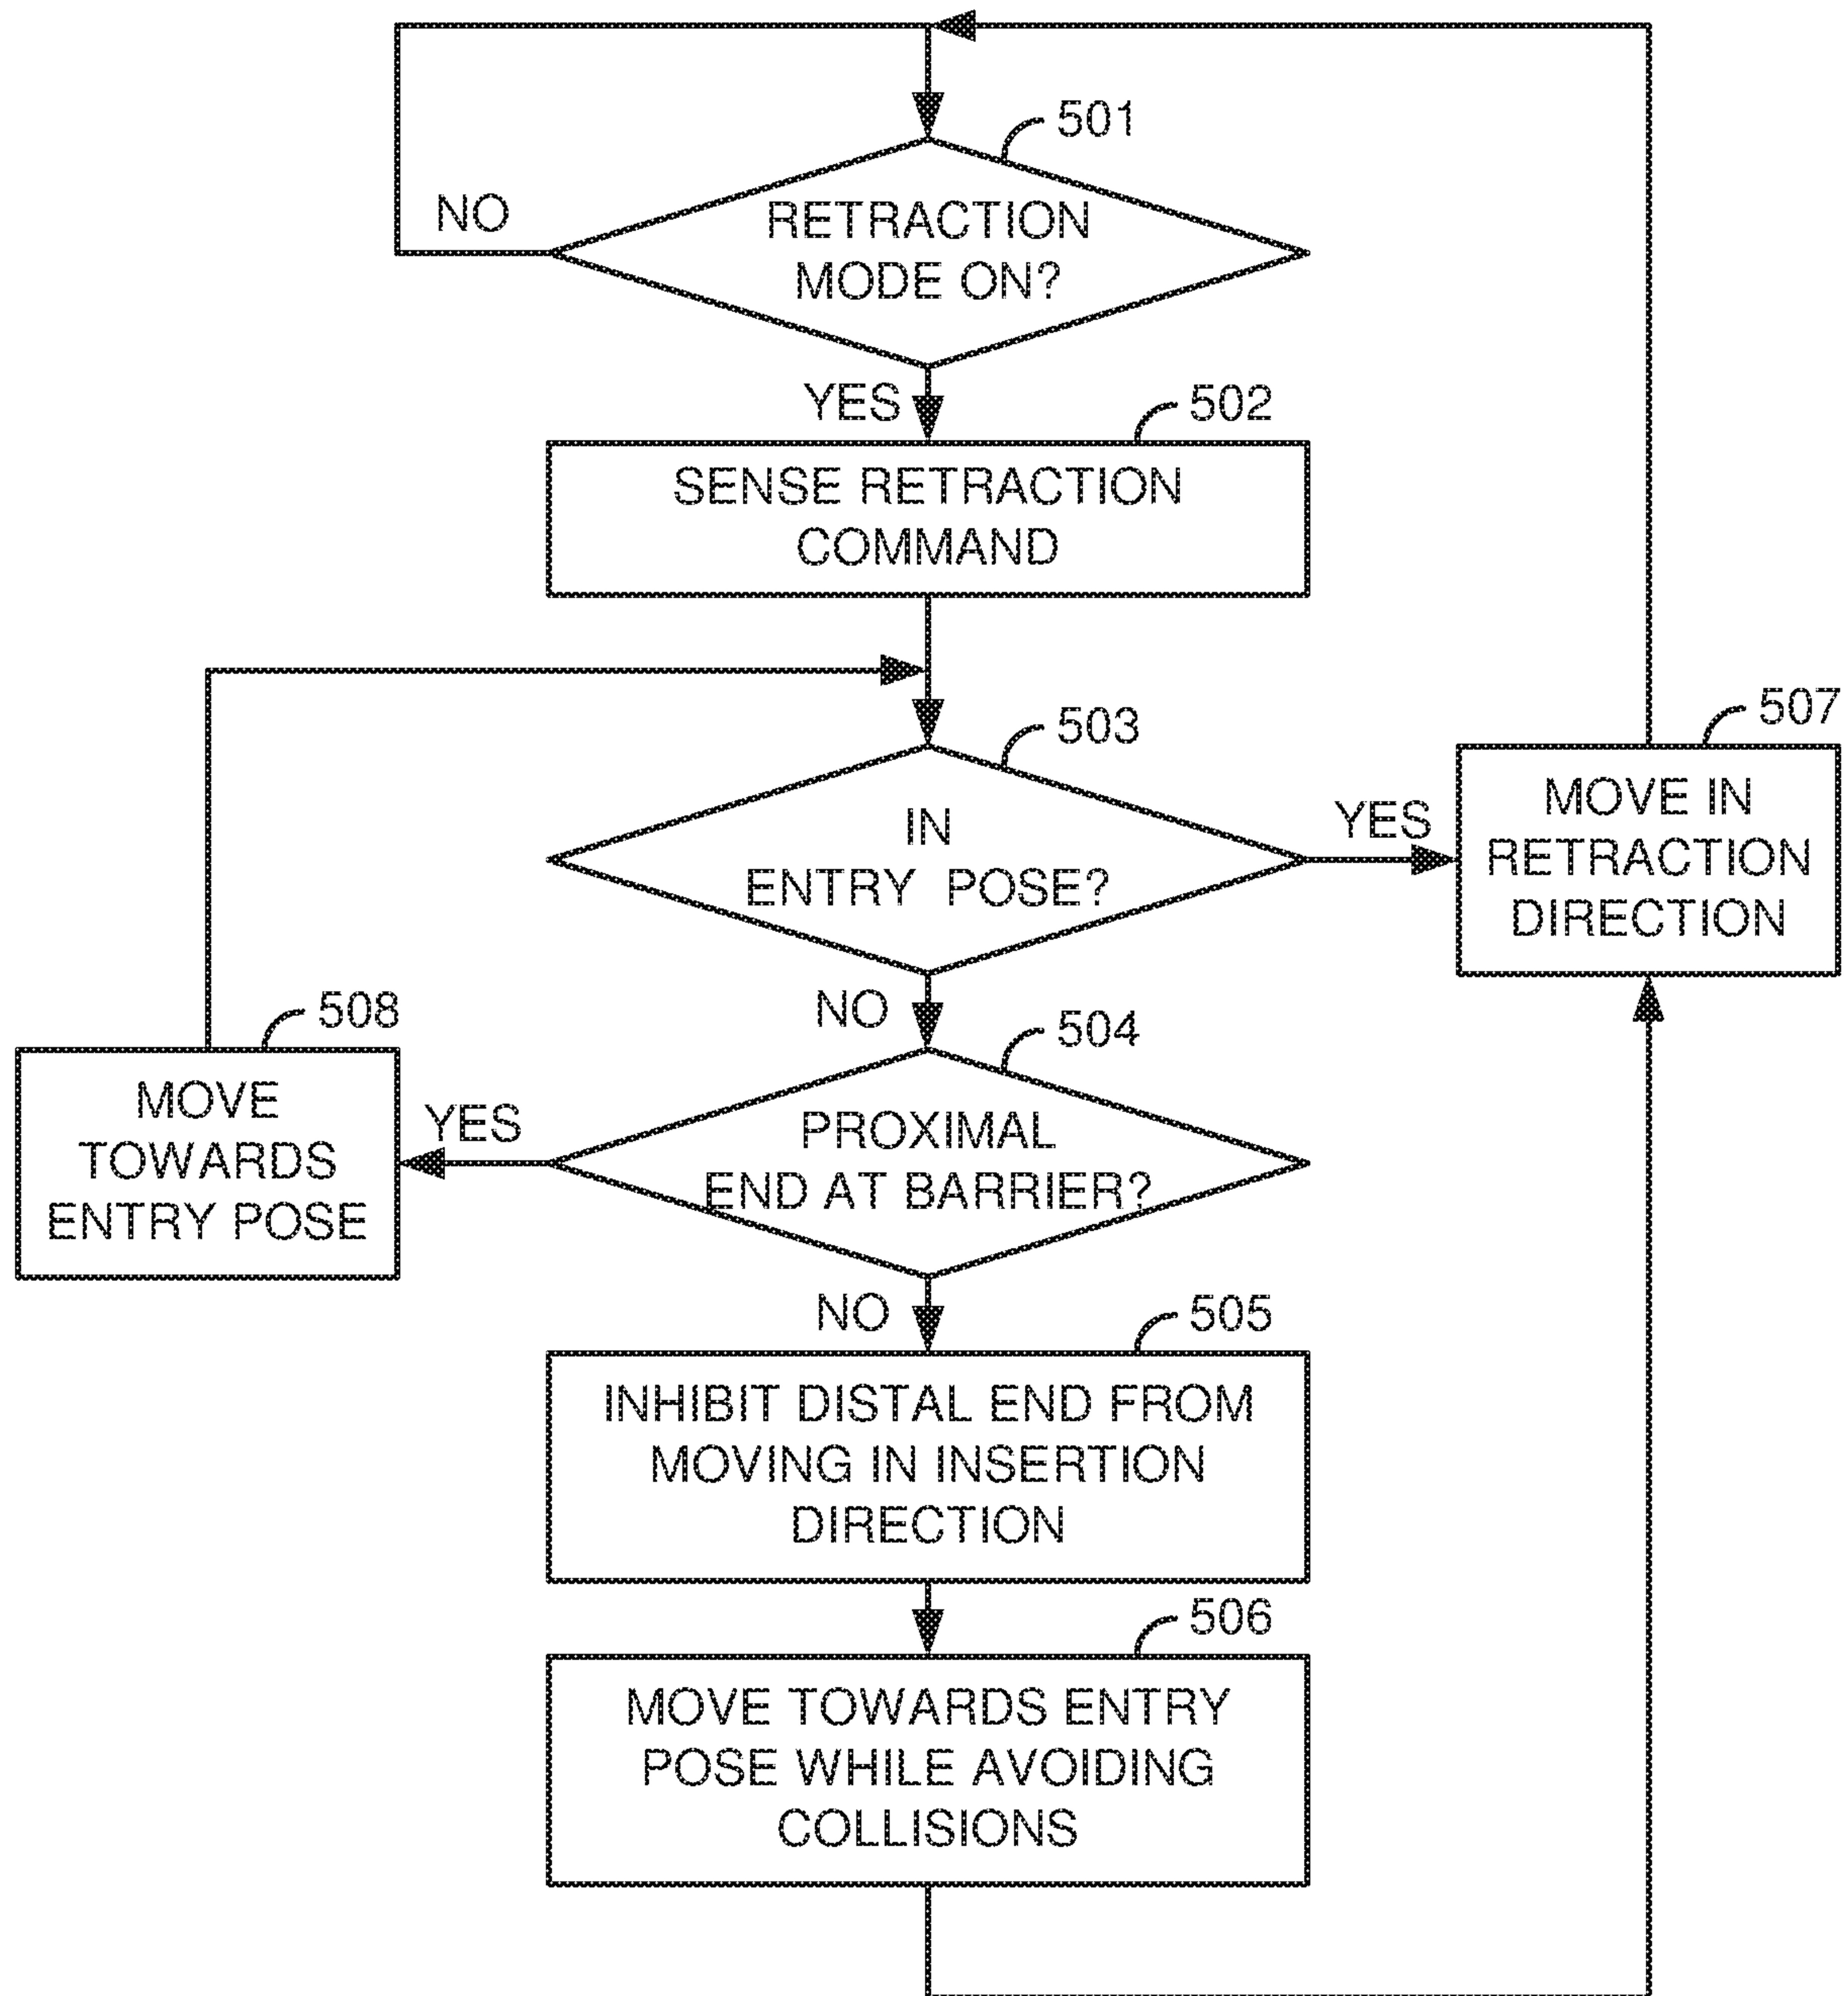 501
NO
RETRACTION
MODE ON?
YES
502
SENSE RETRACTION
COMMAND
503
IN
ENTRY POSE?
YES
507
MOVE IN
RETRACTION
DIRECTION
NO
508
MOVE
TOWARDS
ENTRY POSE
504
YES
PROXIMAL
END AT BARRIER?
NO
505
INHIBIT DISTAL END FROM
MOVING IN INSERTION
DIRECTION
506
MOVE TOWARDS ENTRY
POSE WHILE AVOIDING
COLLISIONS